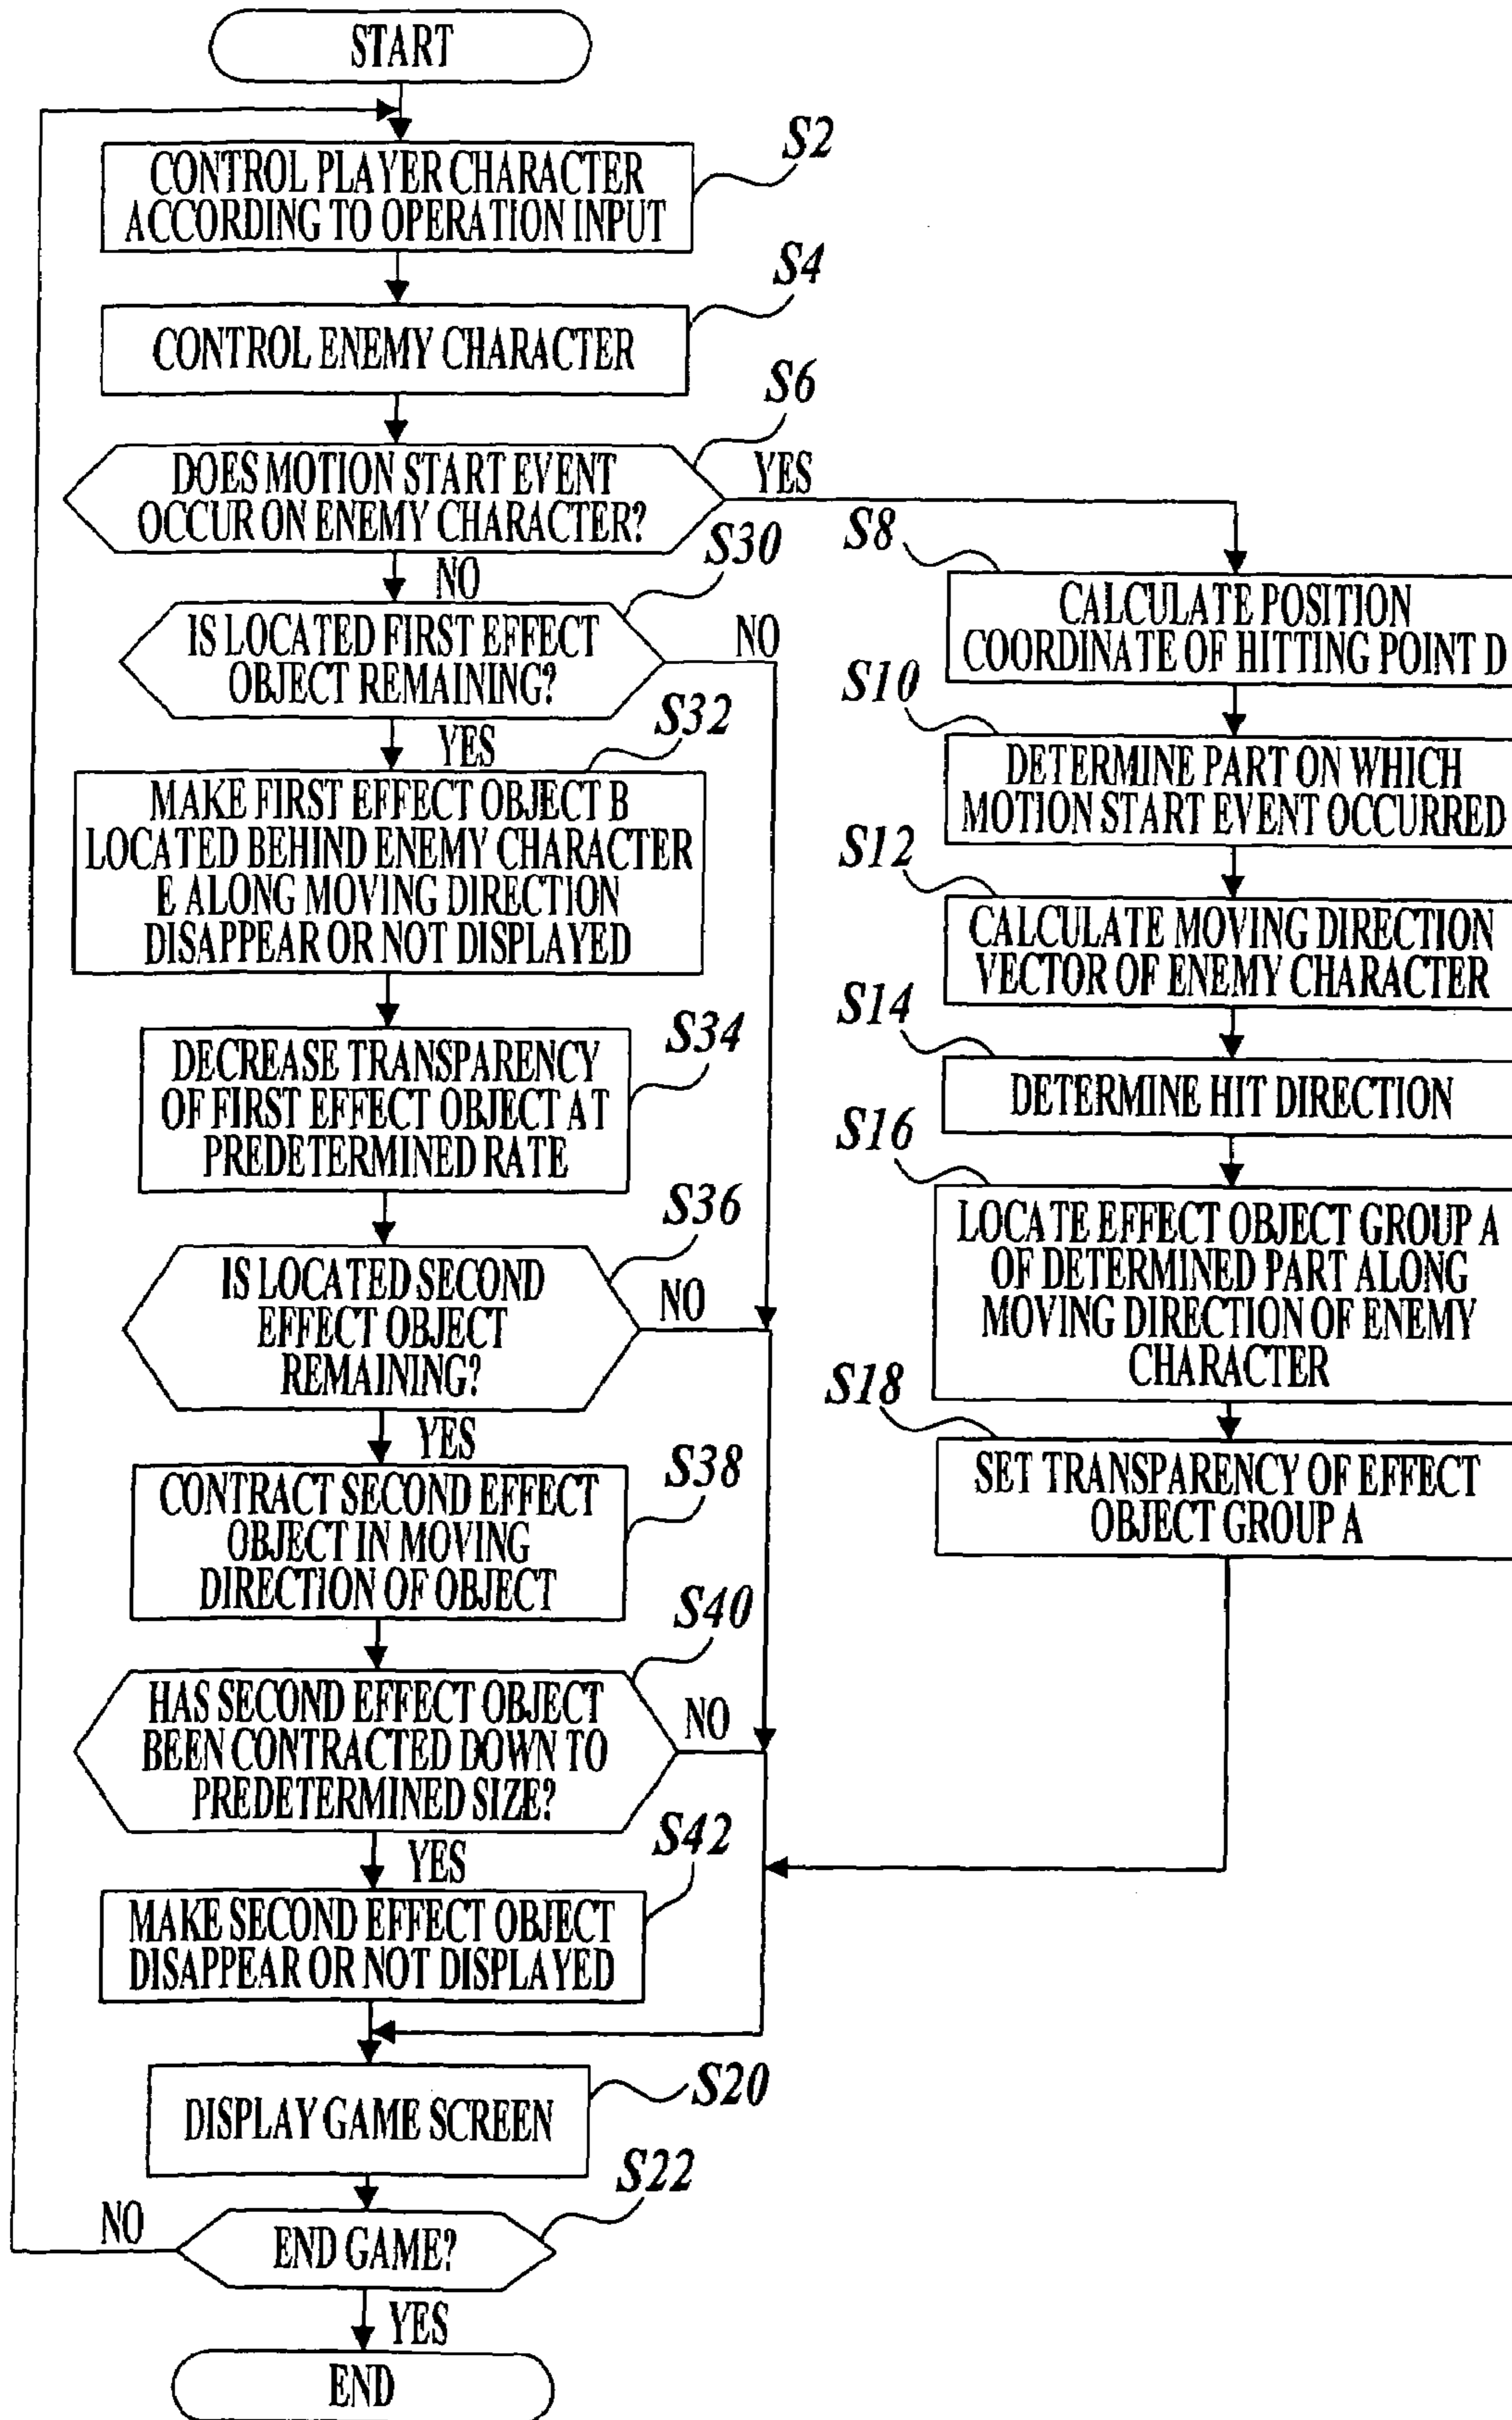 START
S2
CONTROL PLAYER CHARACTER
ACCORDING TO OPERATION INPUT
S4
CONTROL ENEMY CHARACTER
S6
DOES MOTION START EVENT
OCCUR ON ENEMY CHARACTER?
YES
NO
S30
IS LOCATED FIRST EFFECT
OBJECT REMAINING?
NO
YES
S32
MAKE FIRST EFFECT OBJECT B
LOCATED BEHIND ENEMY CHARACTER
E ALONG MOVING DIRECTION
DISAPPEAR OR NOT DISPLAYED
S34
DECREASE TRANSPARENCY
OF FIRST EFFECT OBJECT AT
PREDETERMINED RATE
S36
IS LOCATED SECOND
EFFECT OBJECT
REMAINING?
NO
YES
S38
CONTRACT SECOND EFFECT
OBJECT IN MOVING
DIRECTION OF OBJECT
S40
HAS SECOND EFFECT OBJECT
BEEN CONTRACTED DOWN TO
PREDETERMINED SIZE?
NO
YES
S42
MAKE SECOND EFFECT OBJECT
DISAPPEAR OR NOT DISPLAYED
S8
CALCULATE POSITION
COORDINATE OF HITTING POINT D
S10
DETERMINE PART ON WHICH
MOTION START EVENT OCCURRED
S12
CALCULATE MOVING DIRECTION
VECTOR OF ENEMY CHARACTER
S14
DETERMINE HIT DIRECTION
S16
LOCATE EFFECT OBJECT GROUP A
OF DETERMINED PART ALONG
MOVING DIRECTION OF ENEMY
CHARACTER
S18
SET TRANSPARENCY OF EFFECT
OBJECT GROUP A
S20
DISPLAY GAME SCREEN
S22
END GAME?
NO
YES
END